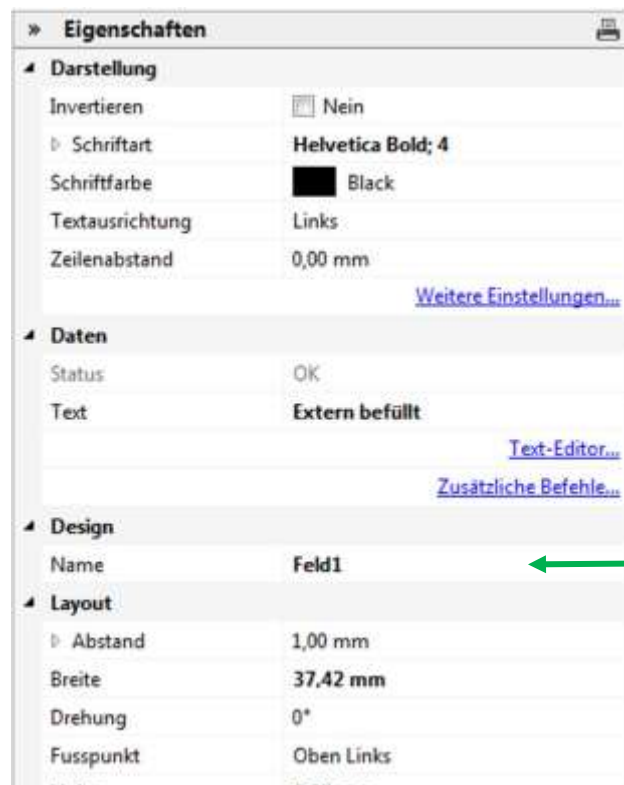 » Eigenschaften
Darstellung
Invertieren Nein
Schriftart Helvetica Bold; 4
Schriftfarbe Black
Textausrichtung Links
Zeilenabstand 0,00 mm
Weitere Einstellungen...
Daten
Status OK
Text Extern befüllt
Text-Editor...
Zusätzliche Befehle...
Design
Name Feld1
Layout
Abstand 1,00 mm
Breite 37,42 mm
Drehung 0°
Fusspunkt Oben Links